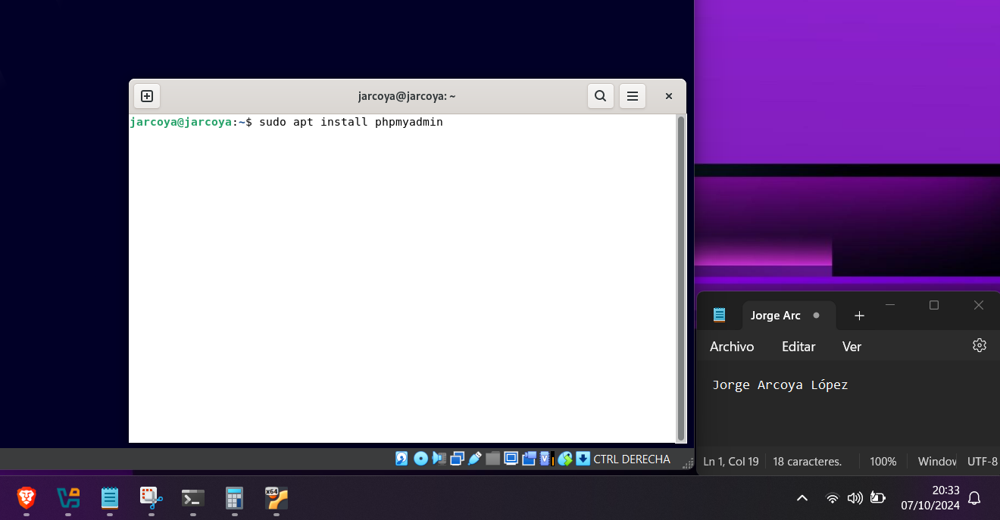 jarcoya@jarcoya: ~
jarcoya@jarcoya:~$ sudo apt install phpmyadmin
CTRL DERECHA
Jorge Arc
Archivo Editar Ver
Jorge Arcoya López
Ln 1, Col 19 18 caracteres. 100% Window UTF-8
x64
20:33
07/10/2024